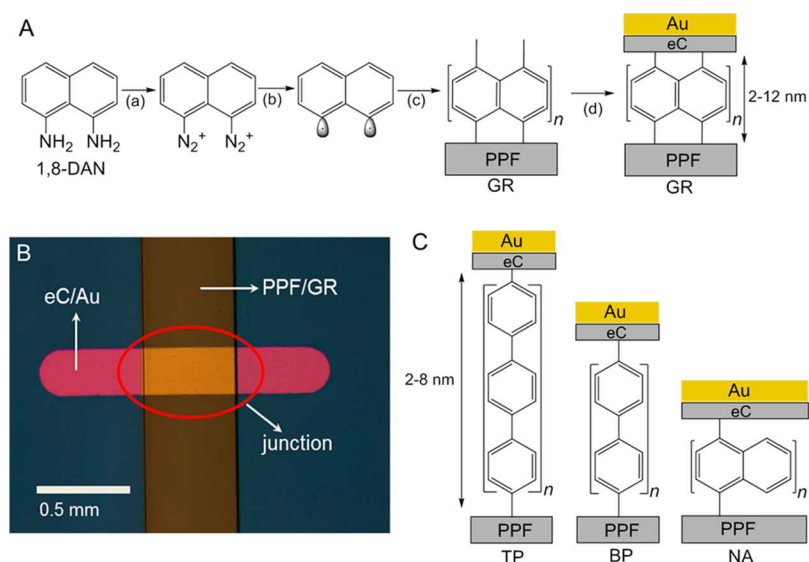 A
(a)
NH2 NH2
1,8-DAN
(b)
N2+ N2+
(c)
n
PPF
GR
(d)
Au
eC
n
2-12 nm
PPF
GR
B
eC/Au
PPF/GR
junction
0.5 mm
C
Au
eC
2-8 nm
n
PPF
TP
Au
eC
n
PPF
BP
Au
eC
n
PPF
NA